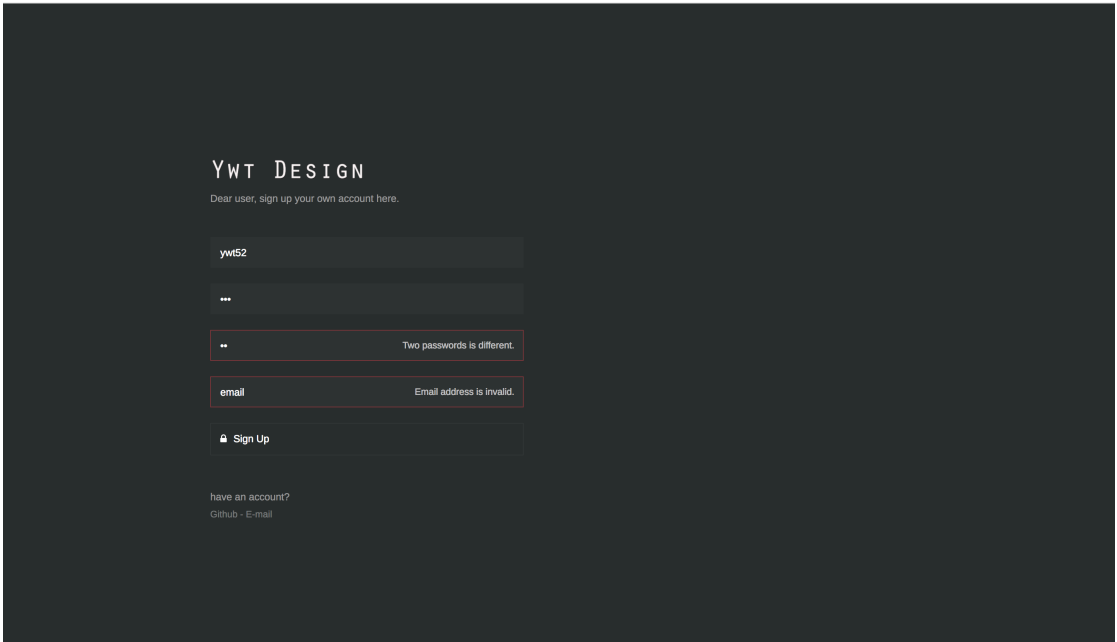 Ywt Design
Dear user, sign up your own account here.
ywt52
•••
•• Two passwords is different.
email Email address is invalid.
Sign Up
have an account?
Github - E-mail